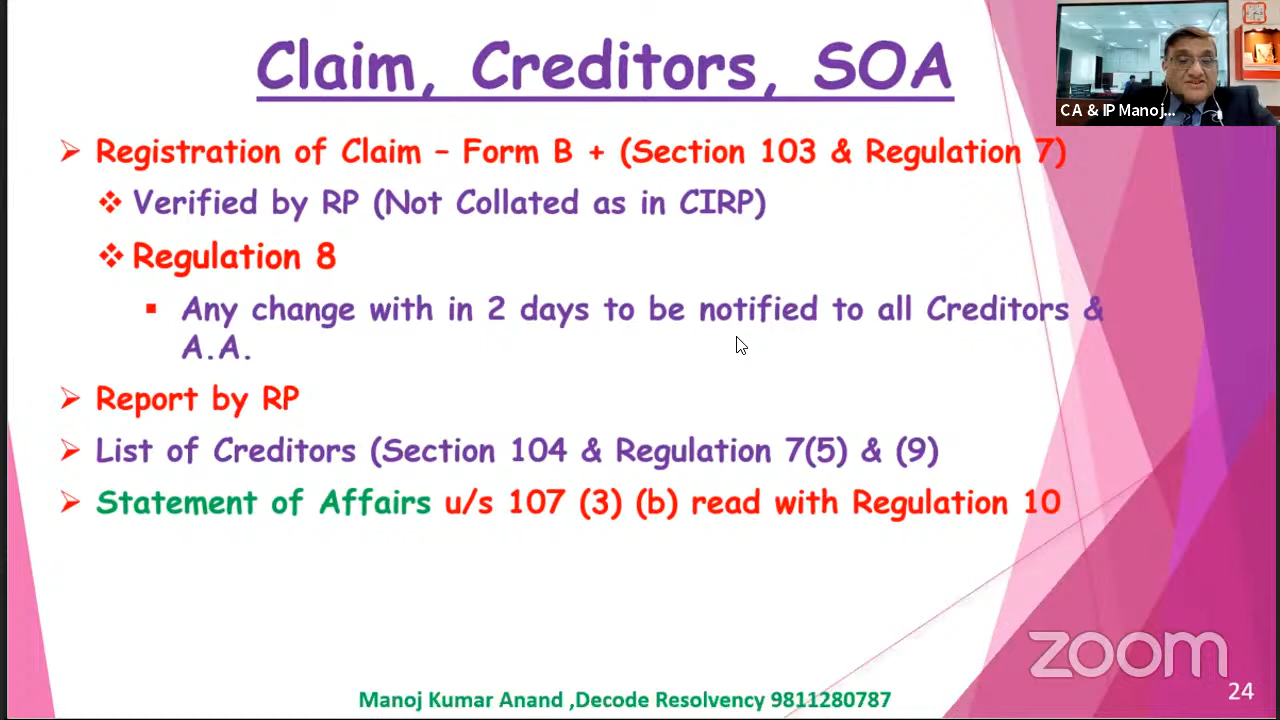 Claim, Creditors, SOA
CA & IP Manoj...
Registration of Claim – Form B + (Section 103 & Regulation 7)
Verified by RP (Not Collated as in CIRP)
Regulation 8
Any change with in 2 days to be notified to all Creditors &
A.A.
Report by RP
List of Creditors (Section 104 & Regulation 7(5) & (9)
Statement of Affairs u/s 107 (3) (b) read with Regulation 10
zoom
Manoj Kumar Anand ,Decode Resolvency 9811280787
24